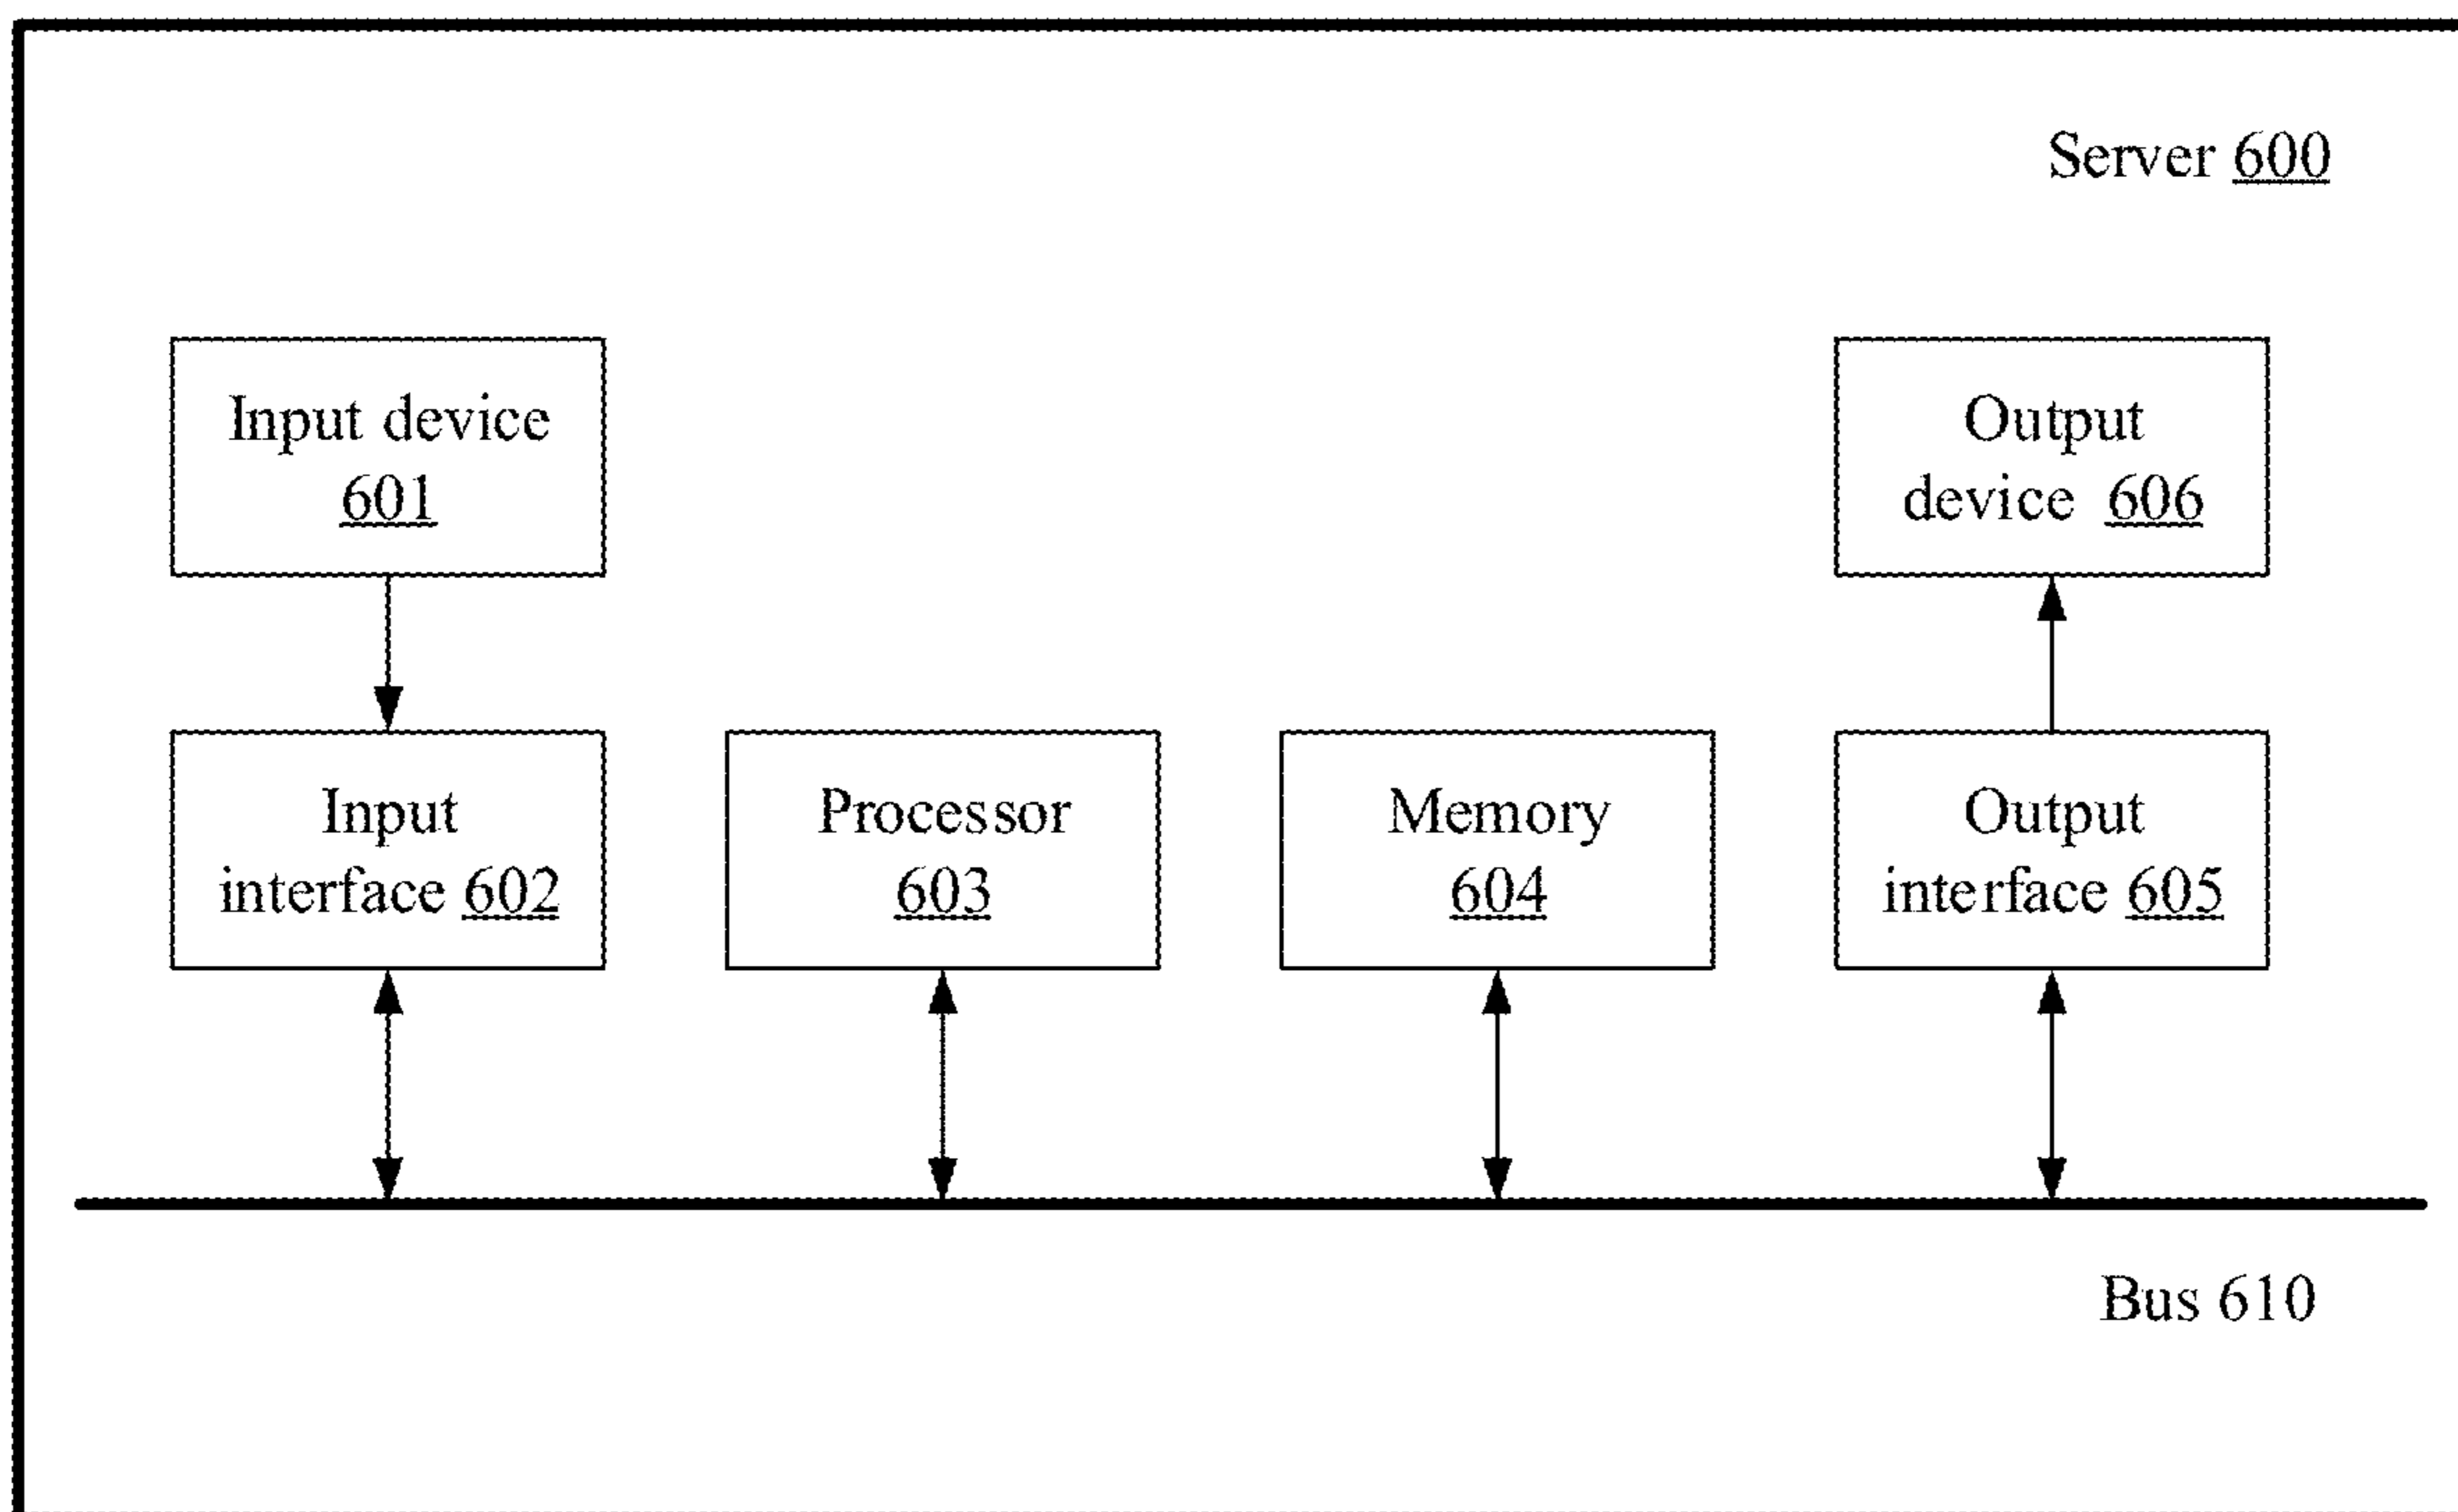 Server 600
Input device
601
Output
device 606
Input
interface 602
Processor
603
Memory
604
Output
interface 605
Bus 610